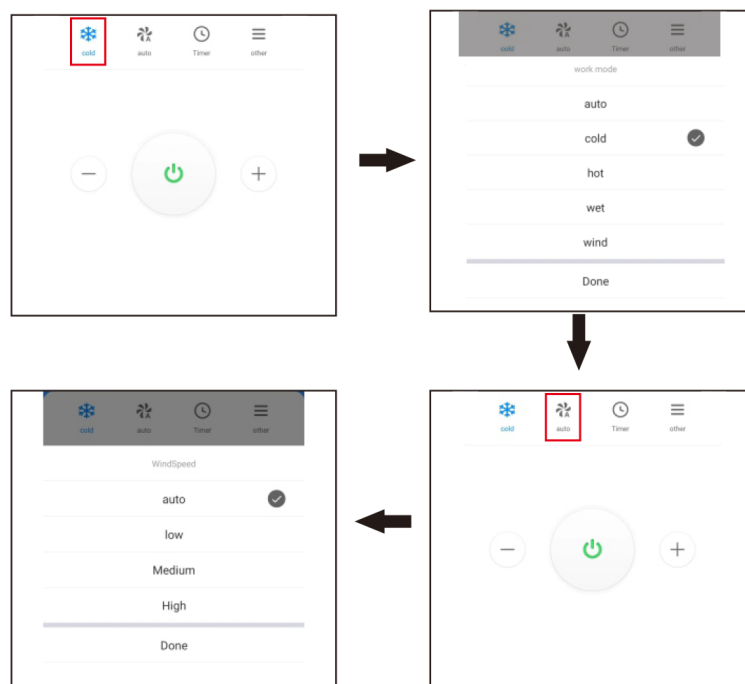 cold auto Timer other
cold auto Timer other
work mode
auto
cold
hot
wet
wind
Done
cold auto Timer other
cold auto Timer other
WindSpeed
auto
low
Medium
High
Done